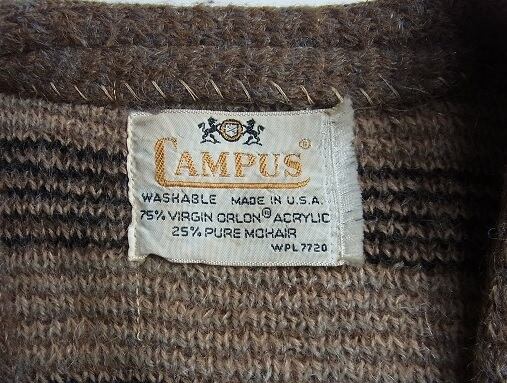 CAMPUS®
WASHABLE MADE IN U.S.A.
75% VIRGIN ORLON® ACRYLIC
25% PURE MOHAIR
WPL 7720